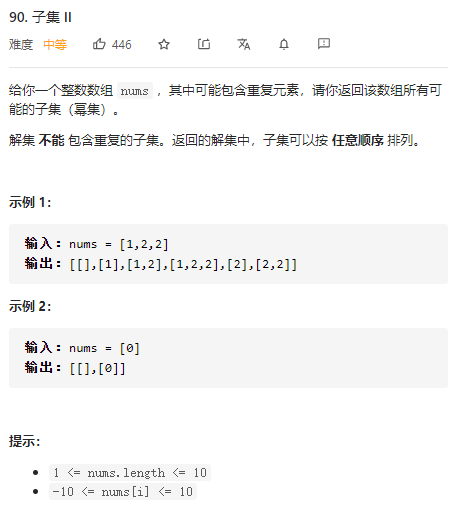 90. 子集 II
难度 中等 446
给你一个整数数组 nums ，其中可能包含重复元素，请你返回该数组所有可
能的子集（幂集）。
解集 不能 包含重复的子集。返回的解集中，子集可以按 任意顺序 排列。
示例 1：
输入：nums = [1,2,2]
输出：[[],[1],[1,2],[1,2,2],[2],[2,2]]
示例 2：
输入：nums = [0]
输出：[[],[0]]
提示：
1 <= nums.length <= 10
-10 <= nums[i] <= 10